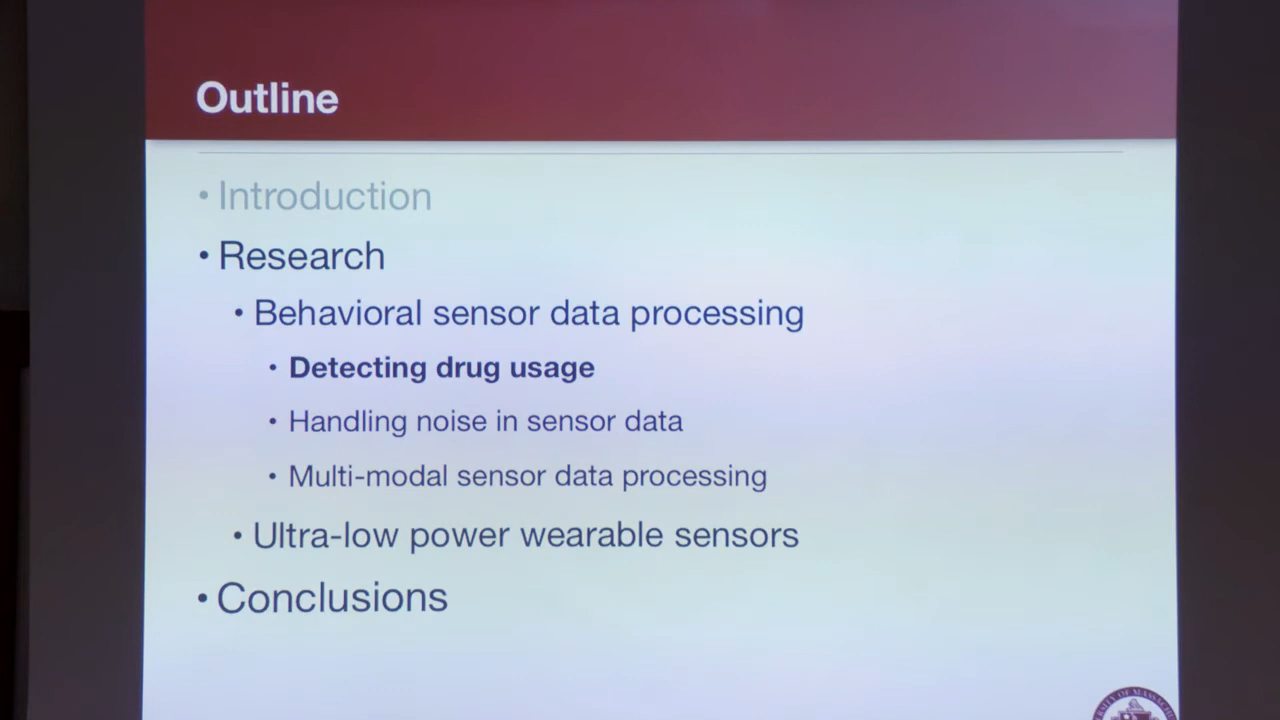 Outline
• Introduction
• Research
• Behavioral sensor data processing
• Detecting drug usage
• Handling noise in sensor data
• Multi-modal sensor data processing
• Ultra-low power wearable sensors
• Conclusions